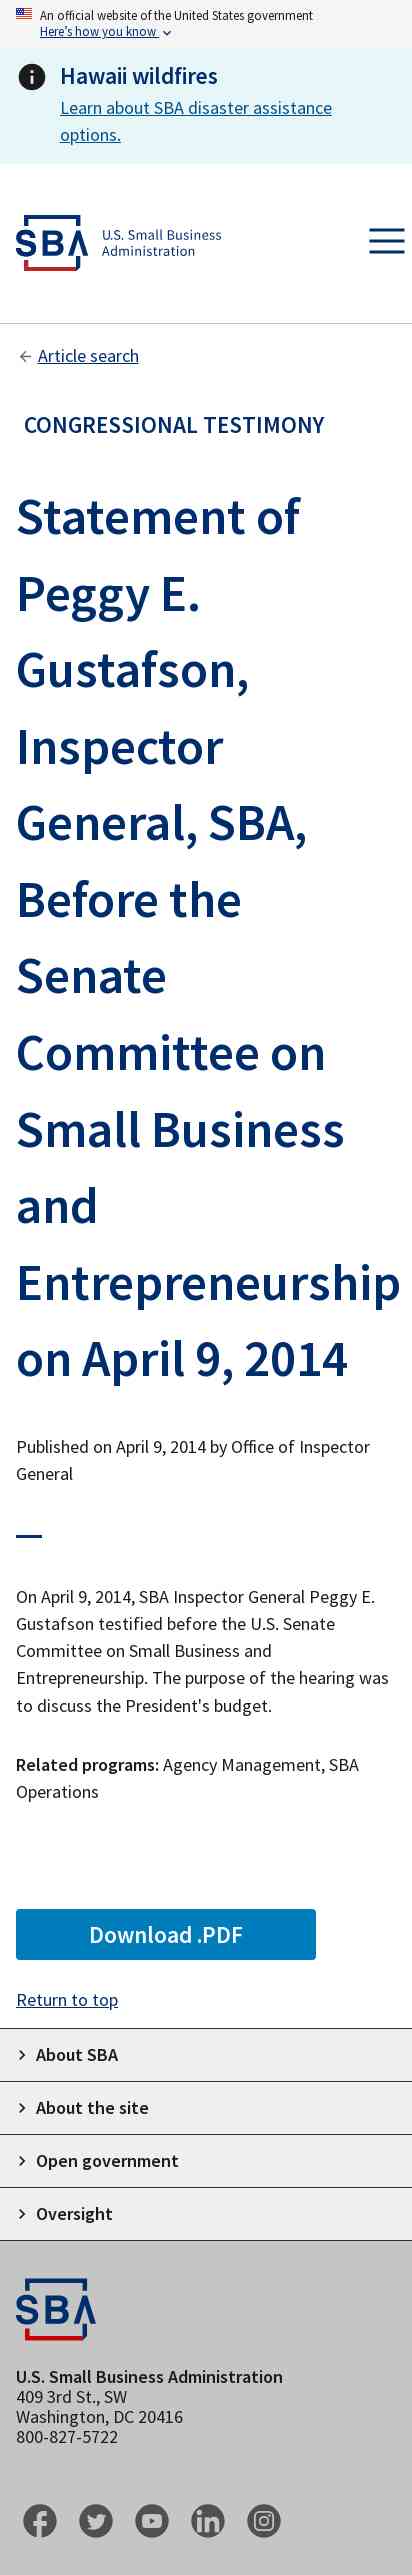 An official website of the United States government
Here's how you know
Hawaii wildfires
Learn about SBA disaster assistance
options.
SBA
U.S. Small Business
Administration
Article search
CONGRESSIONAL TESTIMONY
Statement of
Peggy E.
Gustafson,
Inspector
General, SBA,
Before the
Senate
Committee on
Small Business
and
Entrepreneurship
on April 9, 2014
Published on April 9, 2014 by Office of Inspector
General
On April 9, 2014, SBA Inspector General Peggy E.
Gustafson testified before the U.S. Senate
Committee on Small Business and
Entrepreneurship. The purpose of the hearing was
to discuss the President's budget.
Related programs: Agency Management, SBA
Operations
Download .PDF
Return to top
About SBA
About the site
Open government
Oversight
SBA
U.S. Small Business Administration
409 3rd St., SW
Washington, DC 20416
800-827-5722